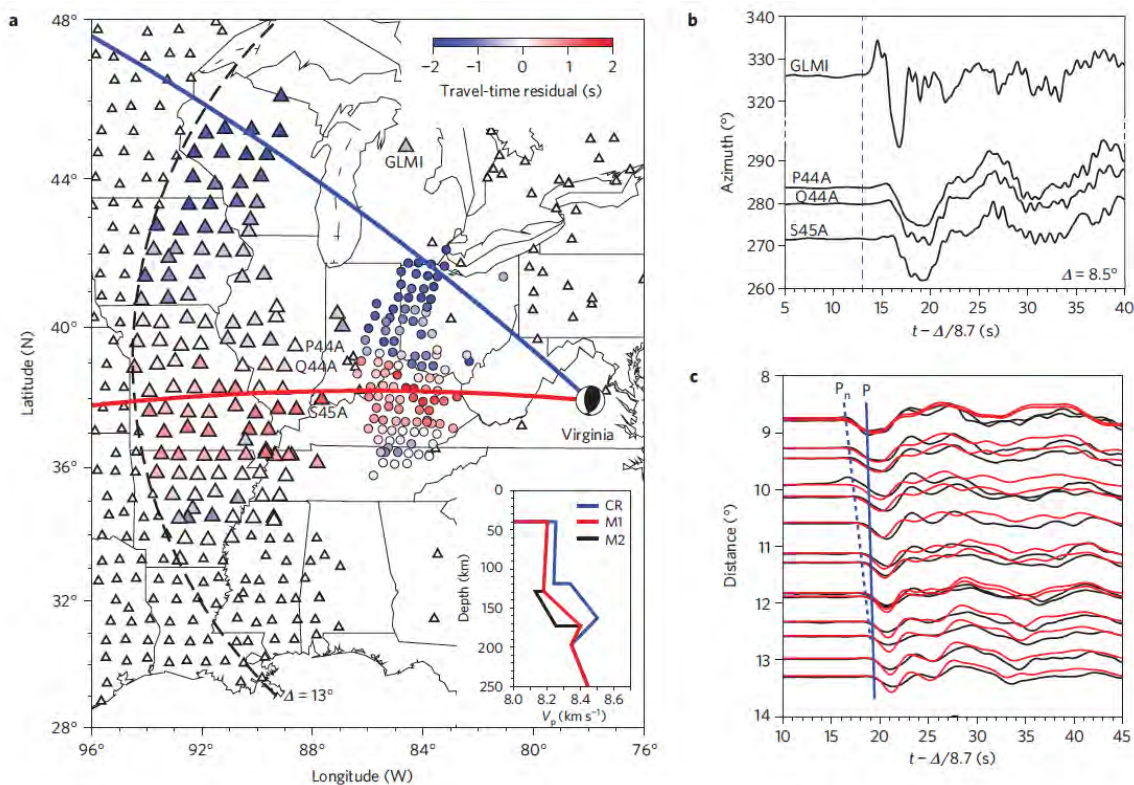 a
48°
44°
40°
36°
32°
28°
Latitude (N)
96°
92°
88°
84°
80°
76°
Longitude (W)
−2
−1
0
1
2
Travel-time residual (s)
GLMI
P44A
Q44A
S45A
Virginia
Δ = 13°
0
50
100
150
200
250
Depth (km)
CR
M1
M2
8.0
8.2
8.4
8.6
Vp (km s−1)
b
340
330
320
290
280
270
260
Azimuth (°)
GLMI
P44A
Q44A
S45A
Δ = 8.5°
5
10
15
20
25
30
35
40
t − Δ/8.7 (s)
c
Pn
P
8
9
10
11
12
13
14
Distance (°)
10
15
20
25
30
35
40
45
t − Δ/8.7 (s)